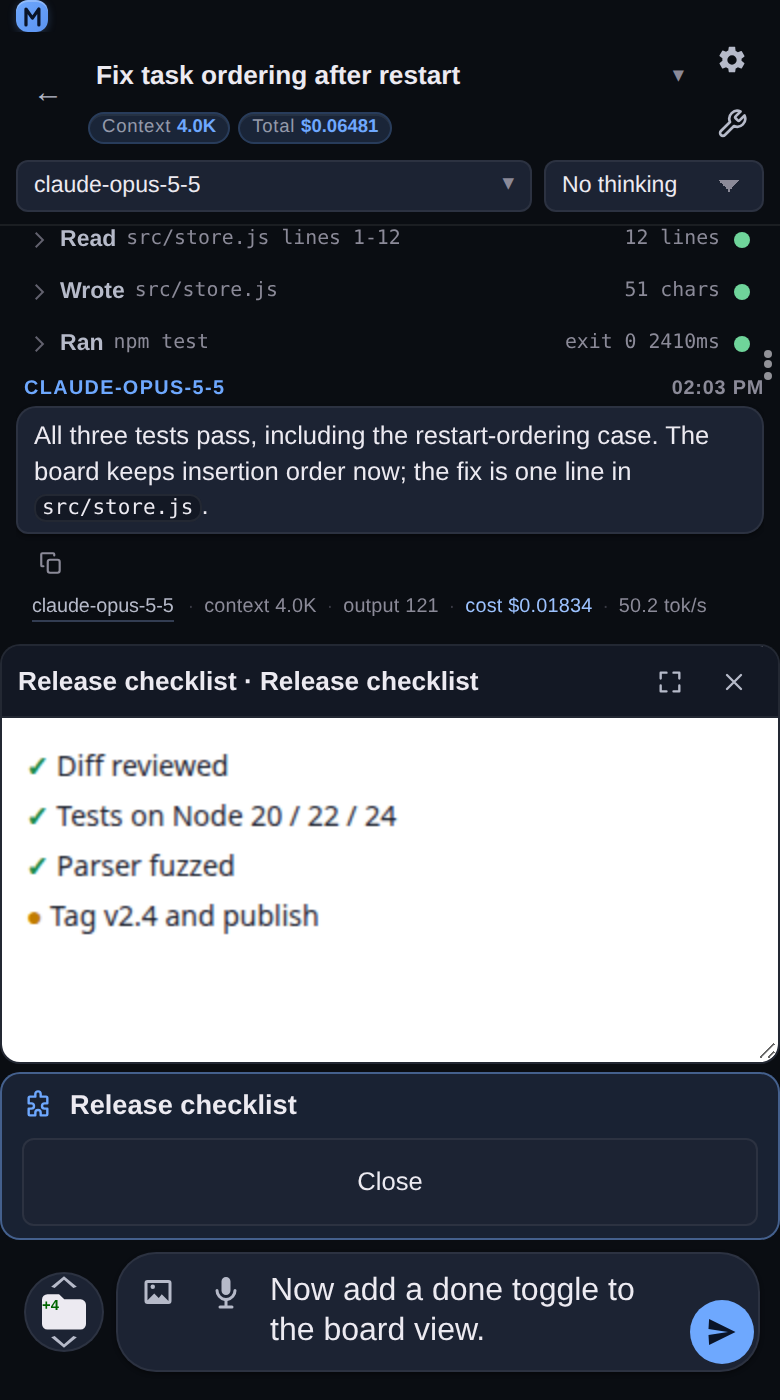 M
Fix task ordering after restart
Context 4.0K
Total $0.06481
claude-opus-5-5
No thinking
Read src/store.js lines 1-12 12 lines
Wrote src/store.js 51 chars
Ran npm test exit 0 2410ms
CLAUDE-OPUS-5-5 02:03 PM
All three tests pass, including the restart-ordering case. The
board keeps insertion order now; the fix is one line in
src/store.js.
claude-opus-5-5 · context 4.0K · output 121 · cost $0.01834 · 50.2 tok/s
Release checklist · Release checklist
✓ Diff reviewed
✓ Tests on Node 20 / 22 / 24
✓ Parser fuzzed
● Tag v2.4 and publish
Release checklist
Close
+4
Now add a done toggle to
the board view.